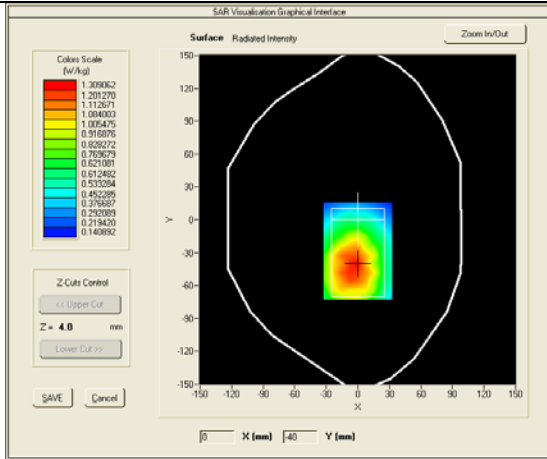 SAR Visualisation Graphical Interface
Surface Radiated Intensity
Zoom In/Out
Colors Scale
(W/kg)
1.309062
1.201270
1.112671
1.084003
1.005475
0.916876
0.828272
0.769679
0.621081
0.612482
0.533284
0.452285
0.376687
0.292089
0.219420
0.140892
Z-Cuts Control
<< Upper Cut
Z = 4.0 mm
Lower Cut >>
SAVE Cancel
150
120
90
60
30
0
-30
-60
-90
-120
-150
Y
-150 -120 -90 -60 -30 0 30 60 90 120 150
X
0 X (mm) -40 Y (mm)